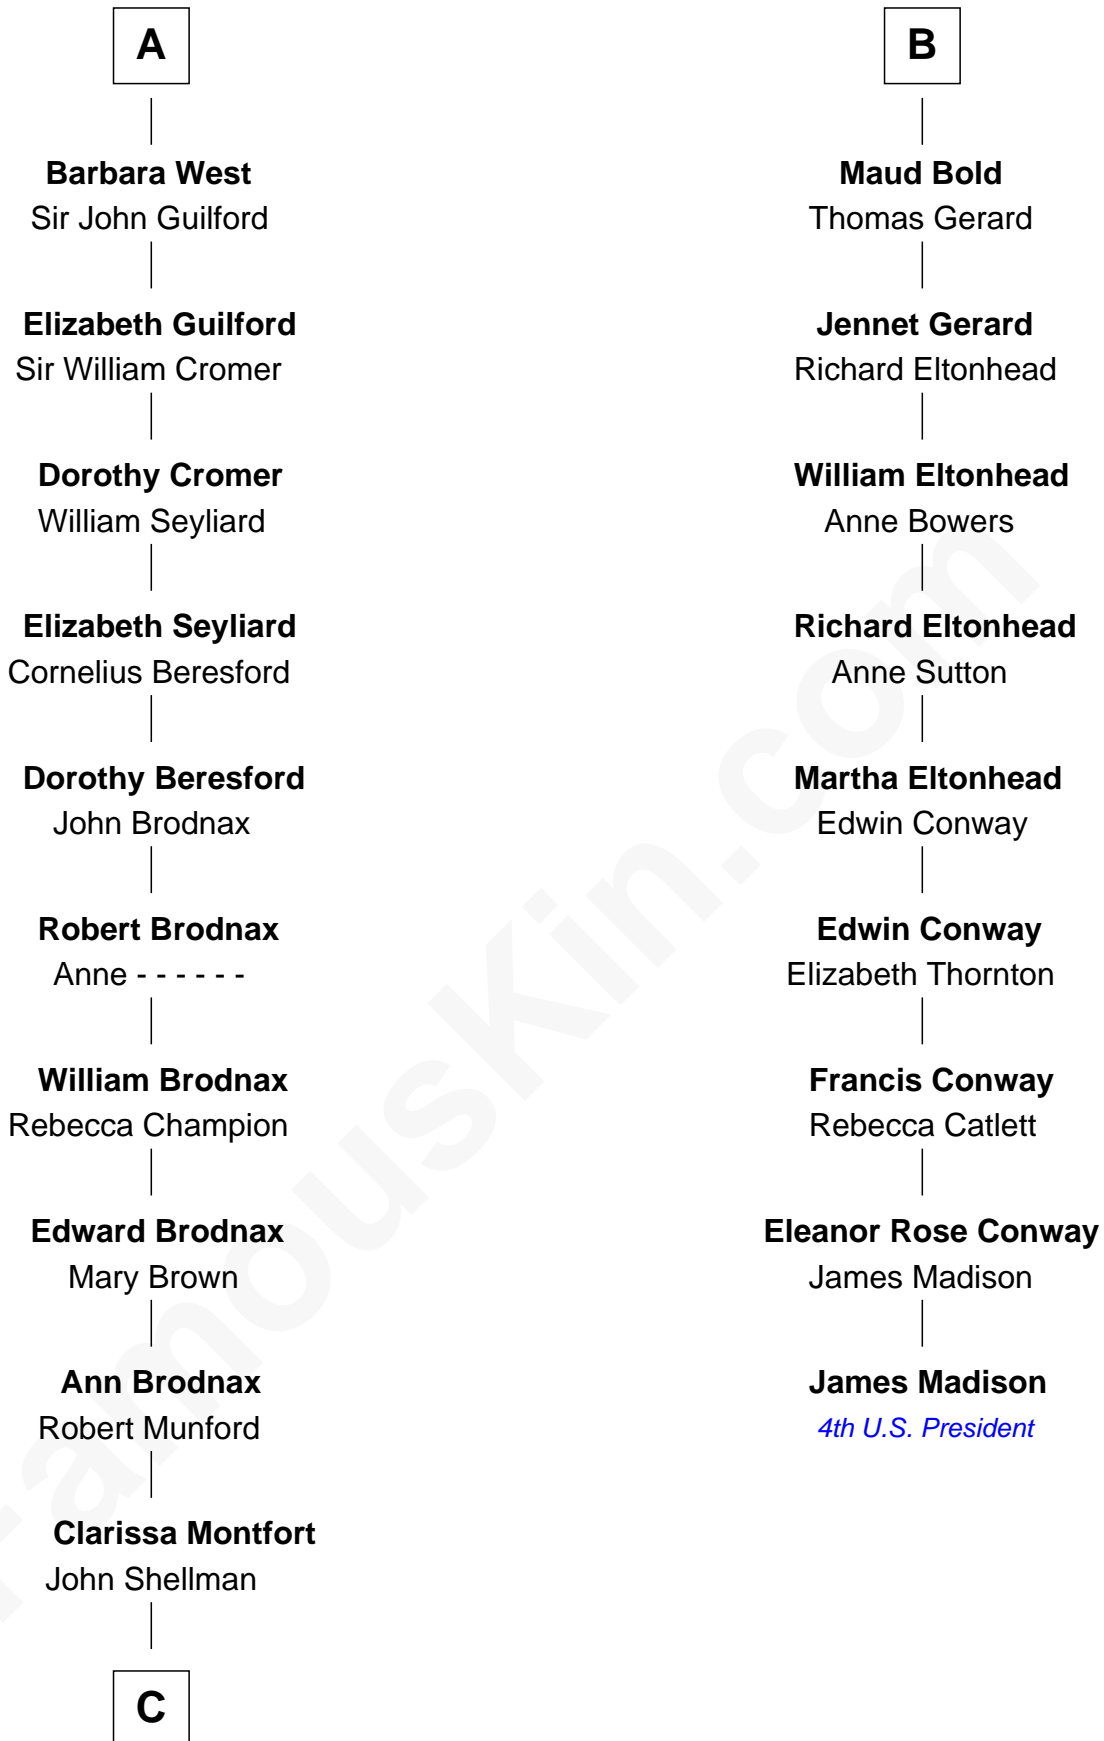 A
Barbara West
Sir John Guilford
Elizabeth Guilford
Sir William Cromer
Dorothy Cromer
William Seyliard
Elizabeth Seyliard
Cornelius Beresford
Dorothy Beresford
John Brodnax
Robert Brodnax
Anne - - - - - -
William Brodnax
Rebecca Champion
Edward Brodnax
Mary Brown
Ann Brodnax
Robert Munford
Clarissa Montfort
John Shellman
C
B
Maud Bold
Thomas Gerard
Jennet Gerard
Richard Eltonhead
William Eltonhead
Anne Bowers
Richard Eltonhead
Anne Sutton
Martha Eltonhead
Edwin Conway
Edwin Conway
Elizabeth Thornton
Francis Conway
Rebecca Catlett
Eleanor Rose Conway
James Madison
James Madison
4th U.S. President
FamousKin.com